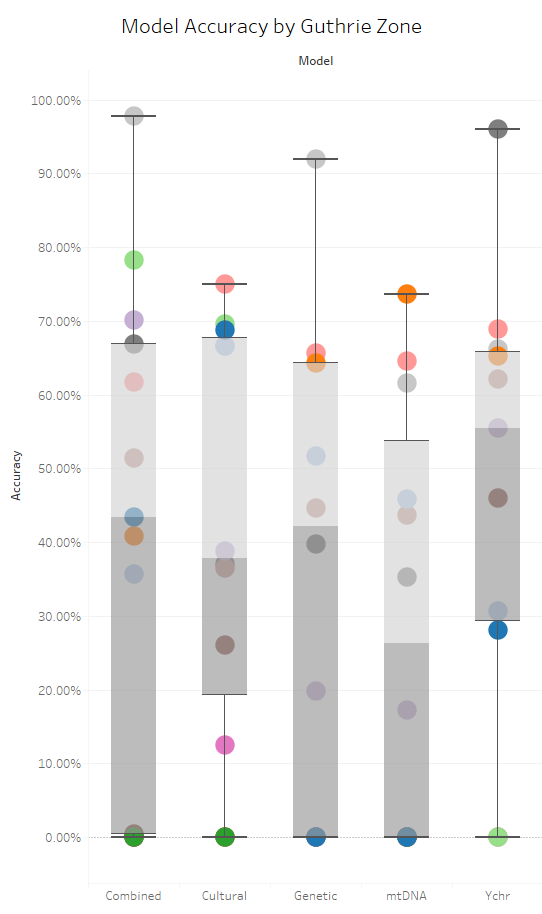 Model Accuracy by Guthrie Zone
Model
100.00%
90.00%
80.00%
70.00%
60.00%
50.00%
40.00%
30.00%
20.00%
10.00%
0.00%
Accuracy
Combined Cultural Genetic mtDNA Ychr